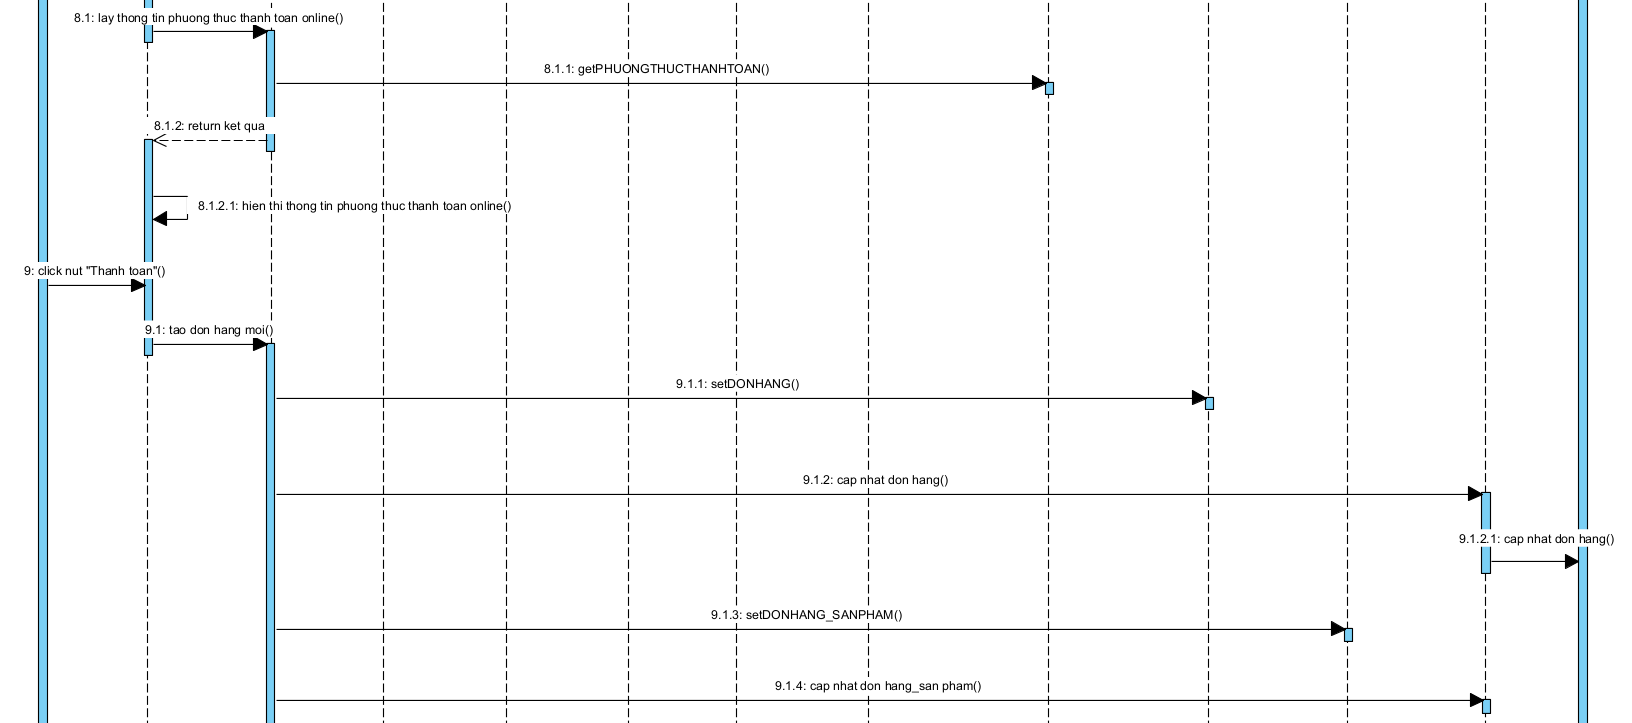 8.1: lay thong tin phuong thuc thanh toan online()
8.1.1: getPHUONGTHUCTHANHTOAN()
8.1.2: return ket qua
8.1.2.1: hien thi thong tin phuong thuc thanh toan online()
9: click nut "Thanh toan"()
9.1: tao don hang moi()
9.1.1: setDONHANG()
9.1.2: cap nhat don hang()
9.1.2.1: cap nhat don hang()
9.1.3: setDONHANG_SANPHAM()
9.1.4: cap nhat don hang_san pham()